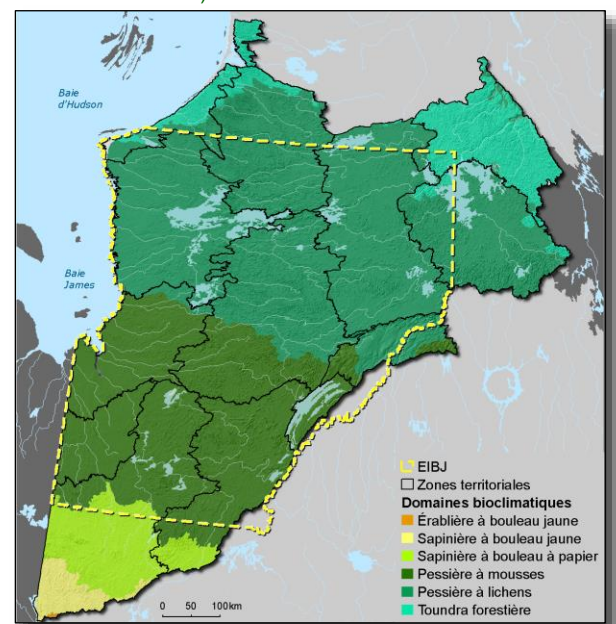 Baie
d'Hudson
Baie
James
EIBJ
Zones territoriales
Domaines bioclimatiques
Érablière à bouleau jaune
Sapinière à bouleau jaune
Sapinière à bouleau à papier
Pessière à mousses
Pessière à lichens
Toundra forestière
0 50 100km